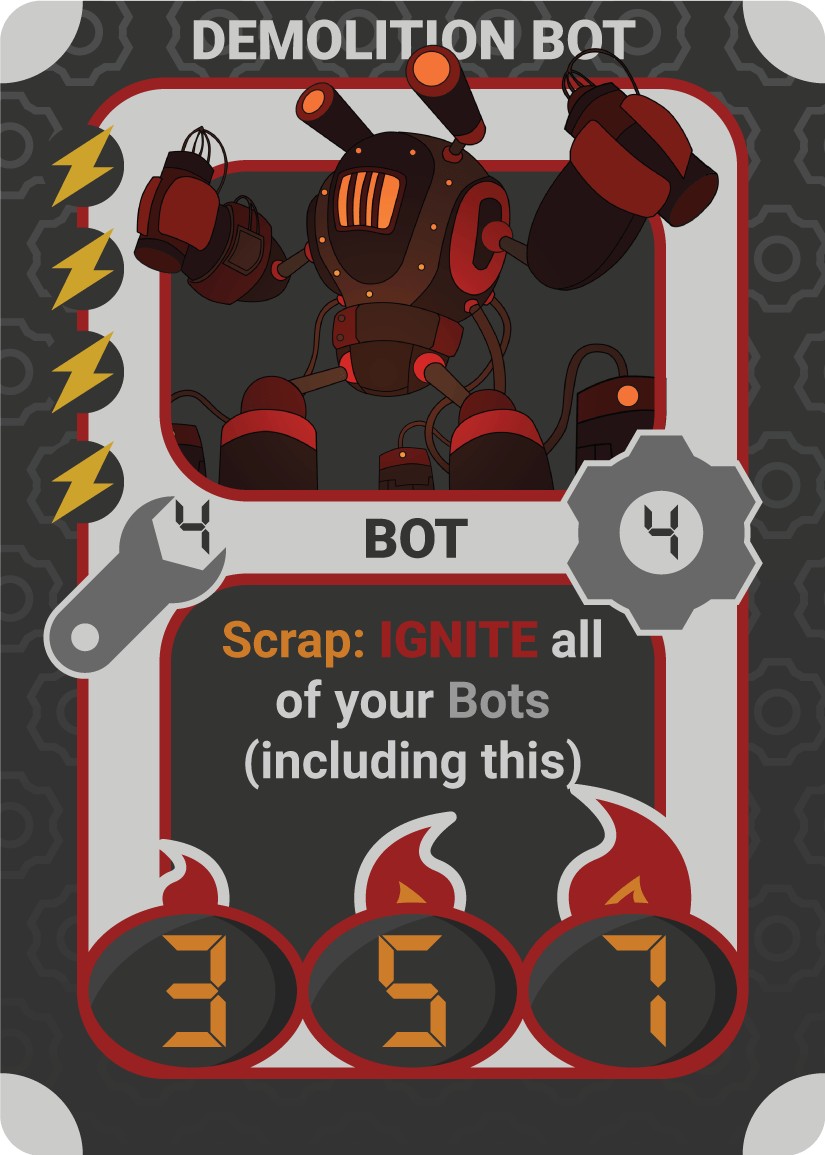 DEMOLITION BOT
4
BOT
4
Scrap: IGNITE all
of your Bots
(including this)
3
5
7